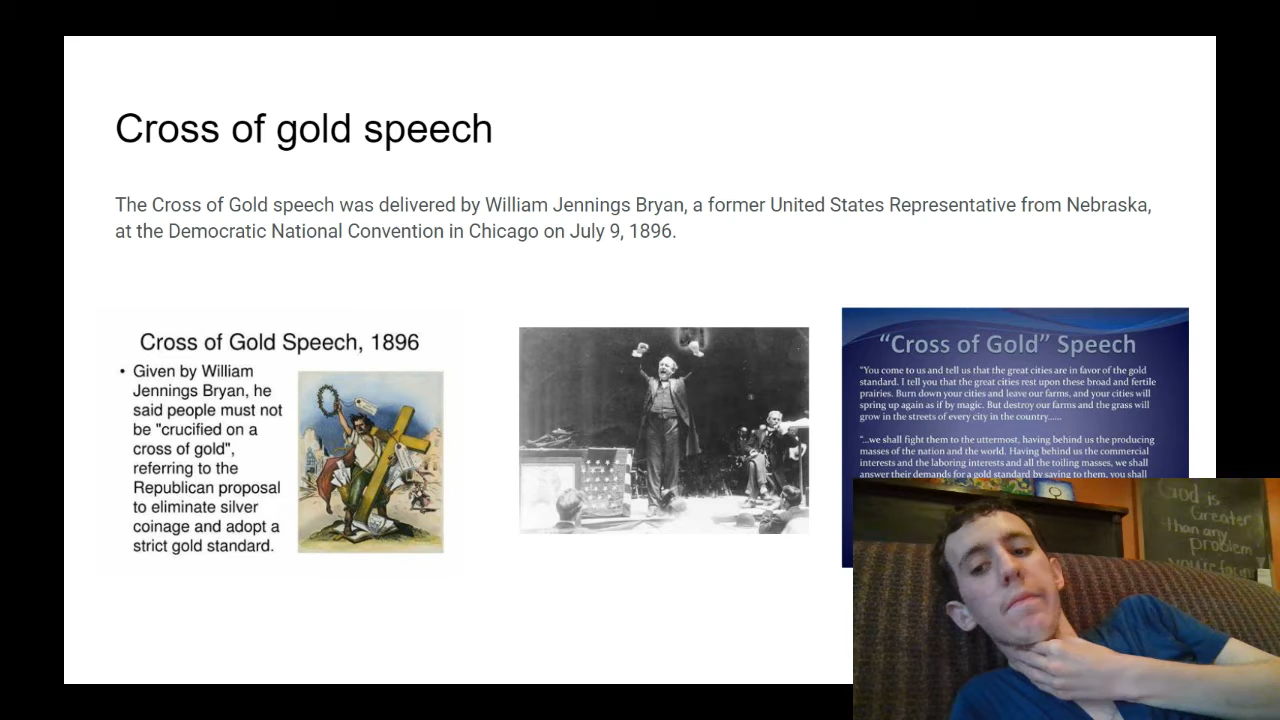 Cross of gold speech
The Cross of Gold speech was delivered by William Jennings Bryan, a former United States Representative from Nebraska,
at the Democratic National Convention in Chicago on July 9, 1896.
Cross of Gold Speech, 1896
• Given by William
Jennings Bryan, he
said people must not
be "crucified on a
cross of gold",
referring to the
Republican proposal
to eliminate silver
coinage and adopt a
strict gold standard.
“Cross of Gold” Speech
“You come to us and tell us that the great cities are in favor of the gold
standard. I tell you that the great cities rest upon these broad and fertile
prairies. Burn down your cities and leave our farms, and your cities will
spring up again as if by magic. But destroy our farms and the grass will
grow in the streets of every city in the country......
“...we shall fight them to the uttermost, having behind us the producing
masses of the nation and the world. Having behind us the commercial
interests and the laboring interests and all the toiling masses, we shall
answer their demands for a gold standard by saying to them, you shall
God is
Greater
than any
problem